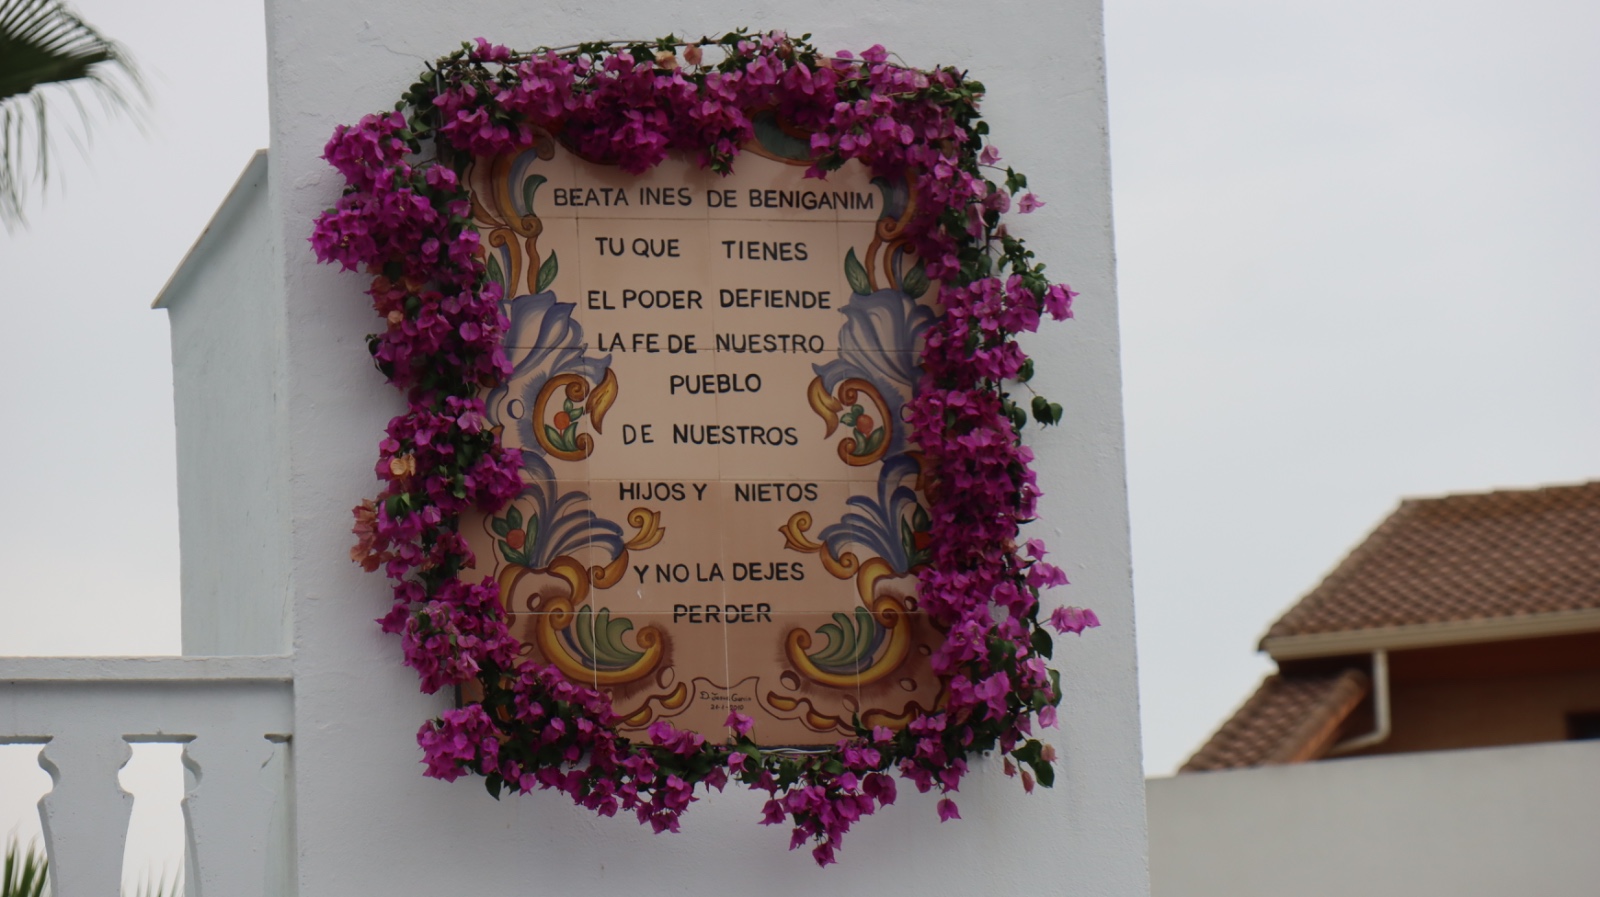 BEATA INES DE BENIGANIM
TU QUE TIENES
EL PODER DEFIENDE
LA FE DE NUESTRO
PUEBLO
DE NUESTROS
HIJOS Y NIETOS
Y NO LA DEJES
PERDER